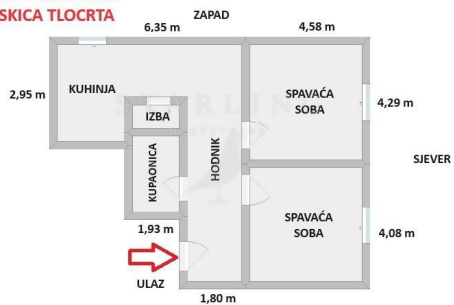 SKICA TLOCRTA
ZAPAD
6,35 m
4,58 m
2,95 m
KUHINJA
SPAVAĆA
SOBA
4,29 m
IZBA
HODNIK
KUPAONICA
SJEVER
SPAVAĆA
SOBA
4,08 m
1,93 m
ULAZ
1,80 m